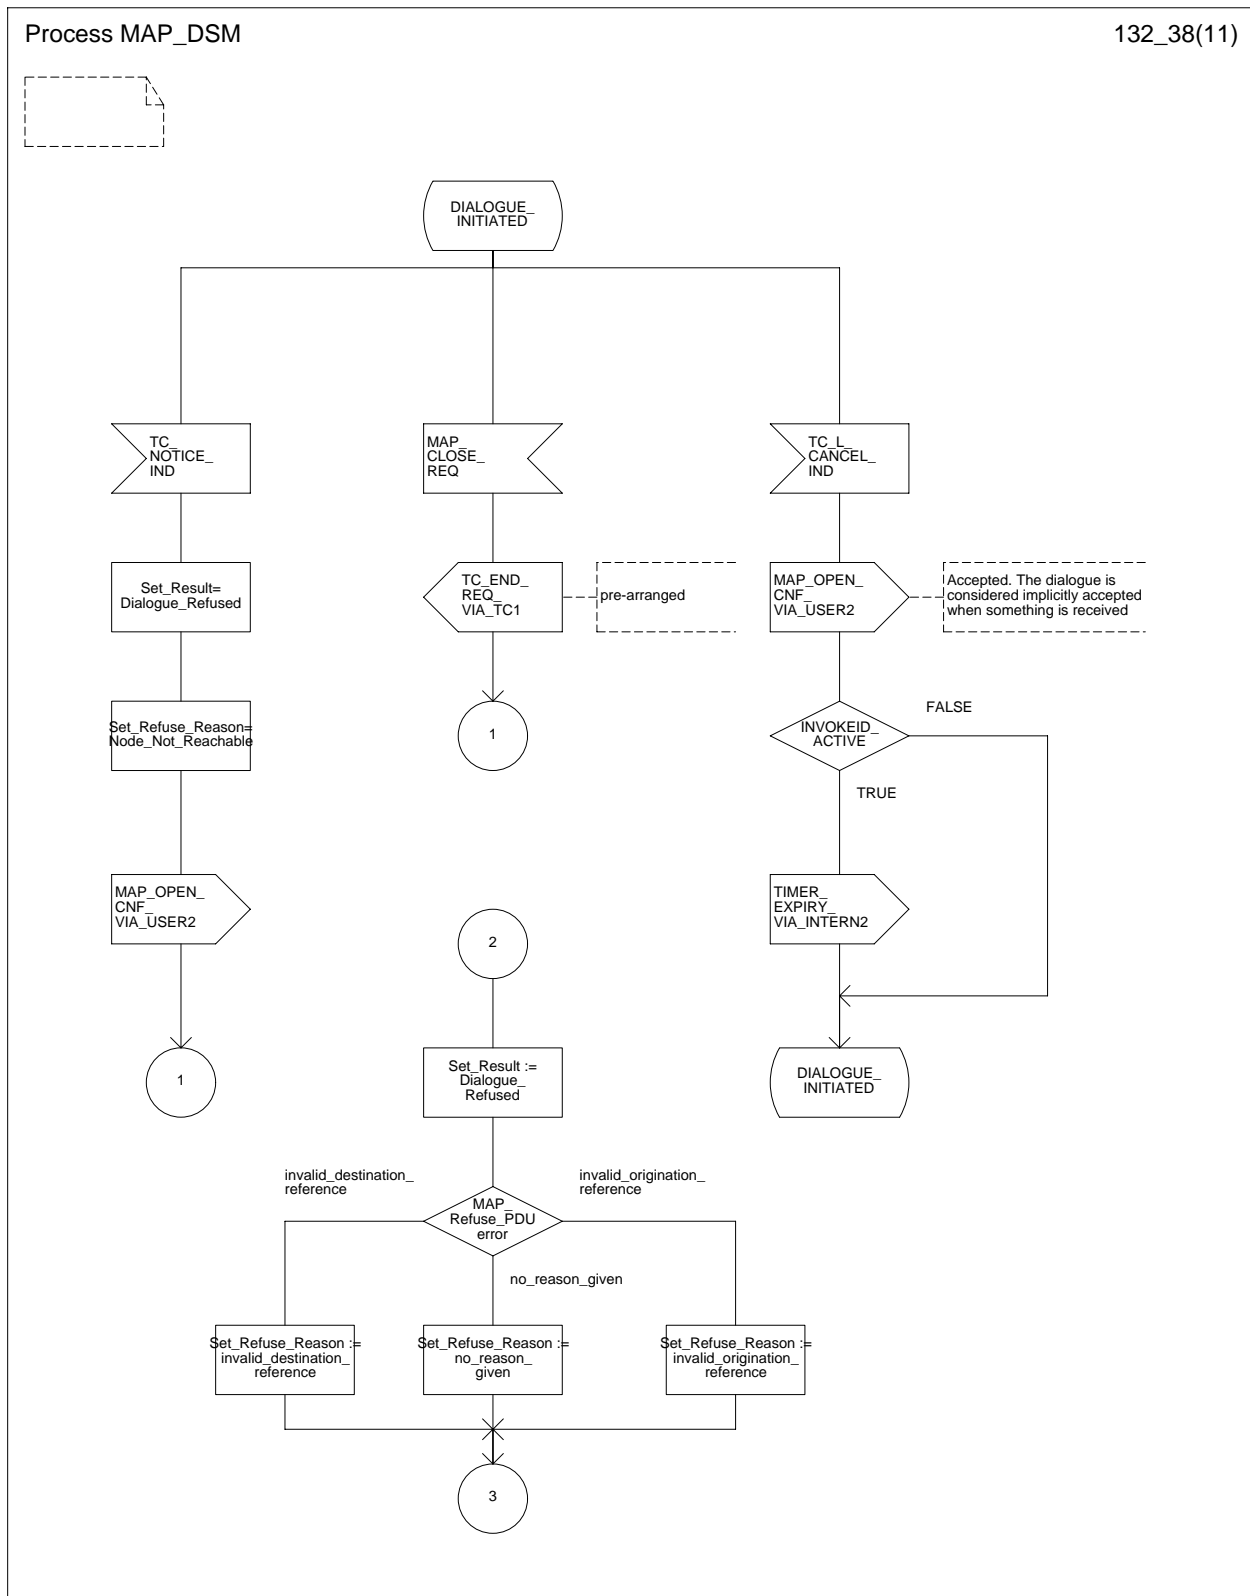 Process MAP_DSM
132_38(11)
DIALOGUE_
INITIATED
TC_
NOTICE_
IND
MAP_
CLOSE_
REQ
TC_L_
CANCEL_
IND
Set_Result=
Dialogue_Refused
TC_END_
REQ_
VIA_TC1
pre-arranged
MAP_OPEN_
CNF_
VIA_USER2
Accepted. The dialogue is
considered implicitly accepted
when something is received
Set_Refuse_Reason=
Node_Not_Reachable
1
INVOKEID_
ACTIVE
FALSE
TRUE
MAP_OPEN_
CNF_
VIA_USER2
TIMER_
EXPIRY_
VIA_INTERN2
2
1
Set_Result :=
Dialogue_
Refused
DIALOGUE_
INITIATED
invalid_destination_
reference
invalid_origination_
reference
MAP_
Refuse_PDU
error
no_reason_given
Set_Refuse_Reason :=
invalid_destination_
reference
Set_Refuse_Reason :=
no_reason_
given
Set_Refuse_Reason :=
invalid_origination_
reference
3